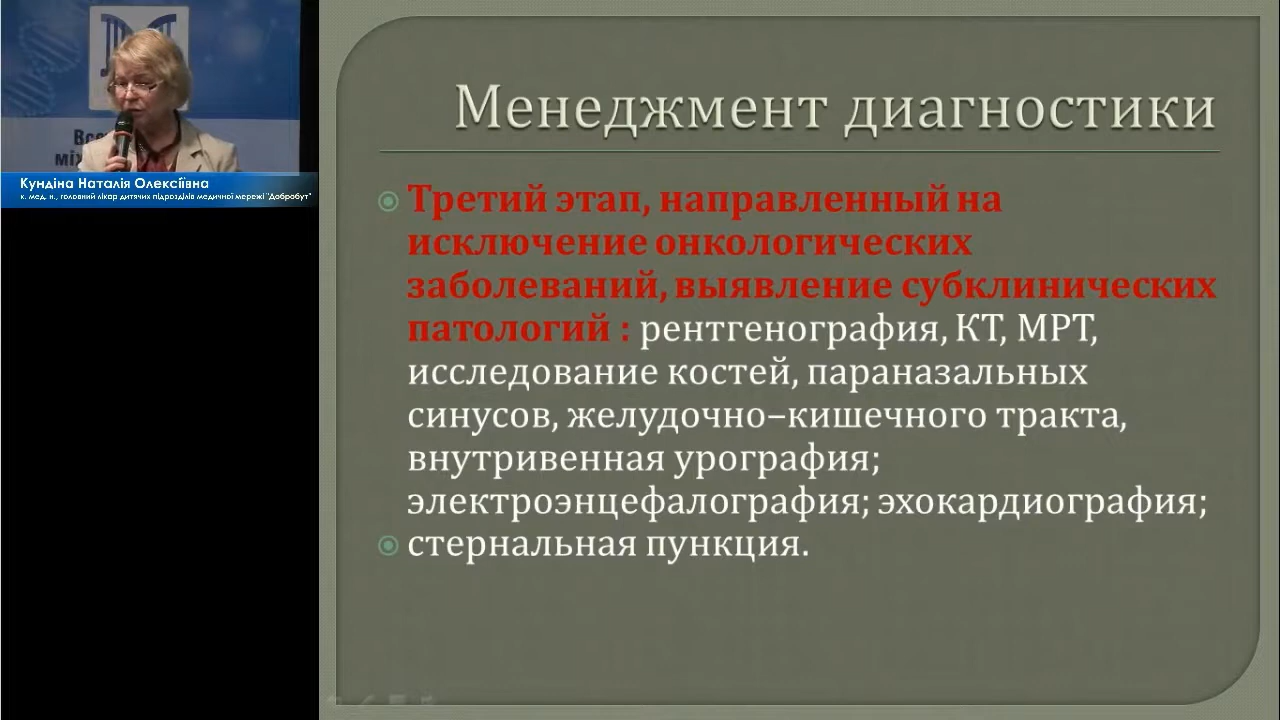 Вс
між
Кундіна Наталія Олексіївна
к. мед. н., головний лікар дитячих підрозділів медичної мережі "Добробут"
Менеджмент диагностики
Третий этап, направленный на
исключение онкологических
заболеваний, выявление субклинических
патологий : рентгенография, КТ, МРТ,
исследование костей, параназальных
синусов, желудочно–кишечного тракта,
внутривенная урография;
электроэнцефалография; эхокардиография;
стернальная пункция.